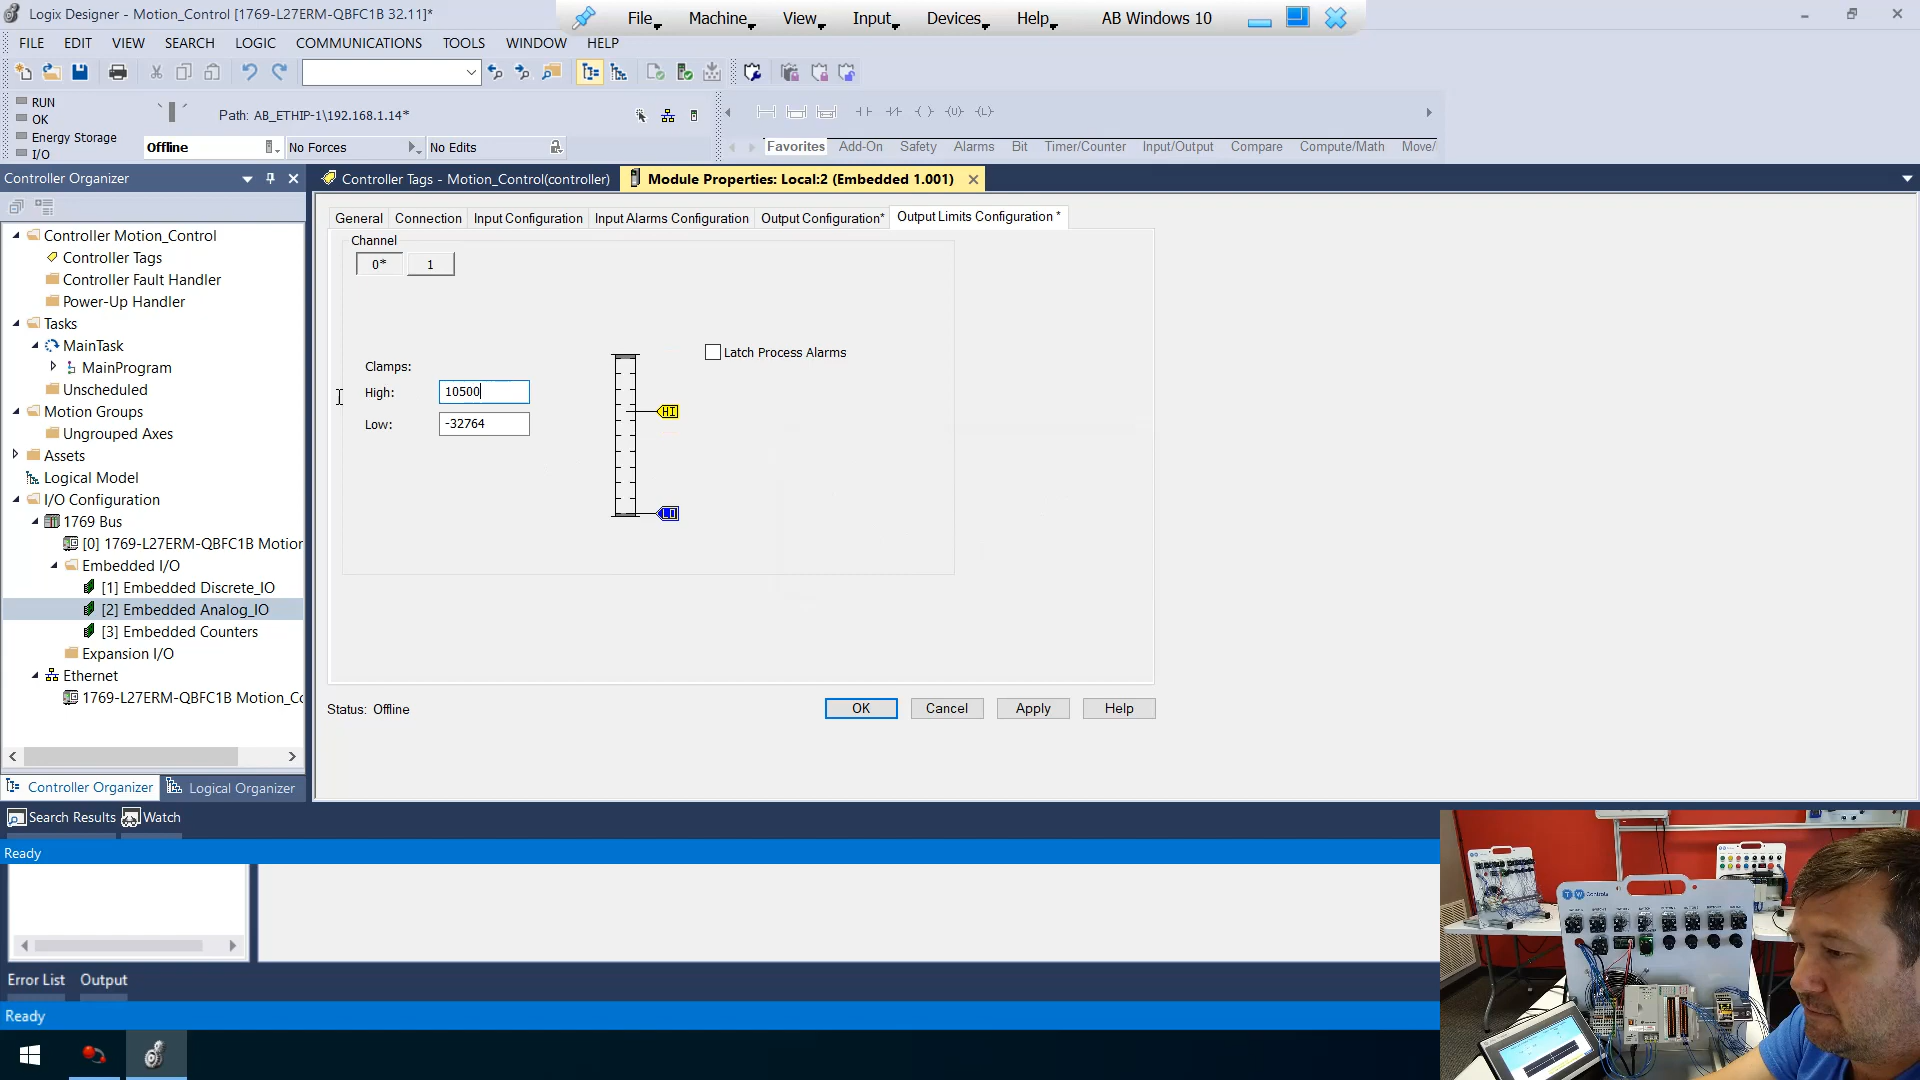 Logix Designer - Motion_Control [1769-L27ERM-QBFC1B 32.11]*
File Machine View Input Devices Help AB Windows 10
FILE EDIT VIEW SEARCH LOGIC COMMUNICATIONS TOOLS WINDOW HELP
RUN
OK
Energy Storage
I/O
Path: AB_ETHIP-1\192.168.1.14*
Offline No Forces No Edits
Favorites Add-On Safety Alarms Bit Timer/Counter Input/Output Compare Compute/Math Move/
Controller Organizer
Controller Tags - Motion_Control(controller) Module Properties: Local:2 (Embedded 1.001)
Controller Motion_Control
Controller Tags
Controller Fault Handler
Power-Up Handler
Tasks
MainTask
MainProgram
Unscheduled
Motion Groups
Ungrouped Axes
Assets
Logical Model
I/O Configuration
1769 Bus
[0] 1769-L27ERM-QBFC1B Motion
Embedded I/O
[1] Embedded Discrete_IO
[2] Embedded Analog_IO
[3] Embedded Counters
Expansion I/O
Ethernet
1769-L27ERM-QBFC1B Motion_Co
Controller Organizer Logical Organizer
General Connection Input Configuration Input Alarms Configuration Output Configuration* Output Limits Configuration *
Channel
0* 1
Clamps:
High: 10500
Low: -32764
HI
LO
Latch Process Alarms
Status: Offline
OK Cancel Apply Help
Search Results Watch
Ready
Error List Output
Ready
T W Controls